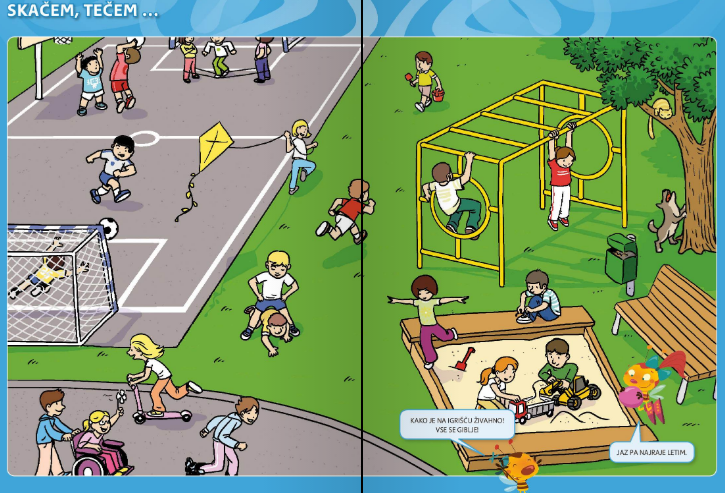 SKAČEM, TEČEM ...
KAKO JE NA IGRIŠČU ŽIVAHNO!
VSE SE GIBLJE!
JAZ PA NAJRAJE LETIM.